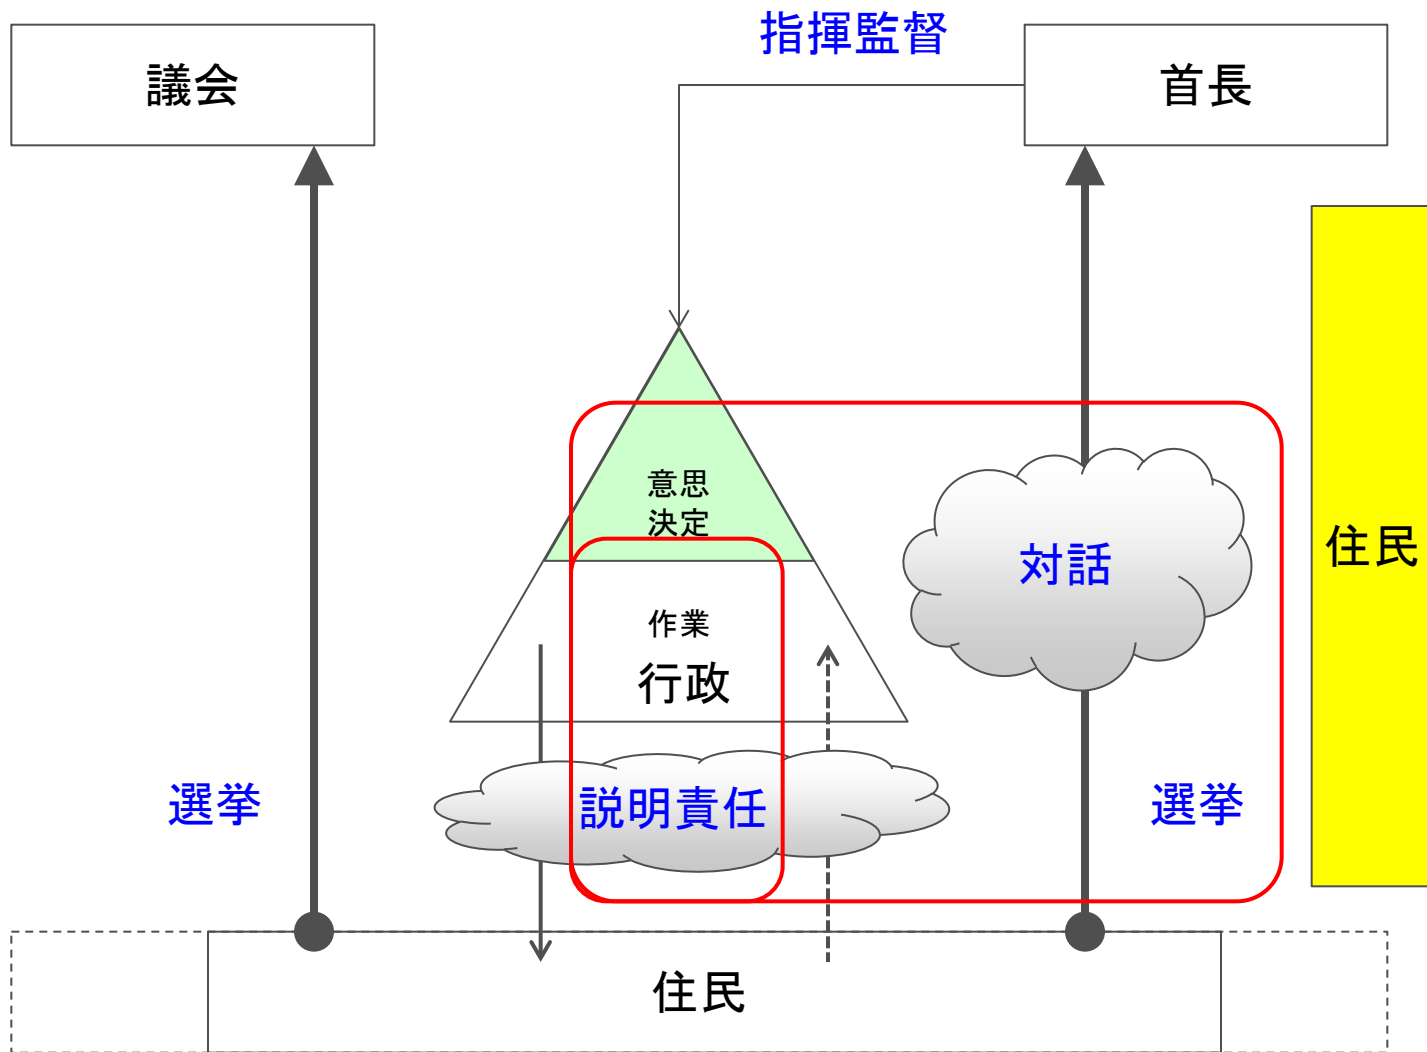 指揮監督
議会
首長
意思
決定
対話
住民
作業
行政
選挙
説明責任
選挙
住民